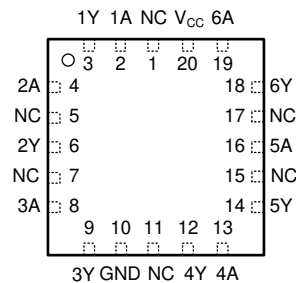 1Y 1A NC VCC 6A
3 2 1 20 19
2A 4 18 6Y
NC 5 17 NC
2Y 6 16 5A
NC 7 15 NC
3A 8 14 5Y
9 10 11 12 13
3Y GND NC 4Y 4A